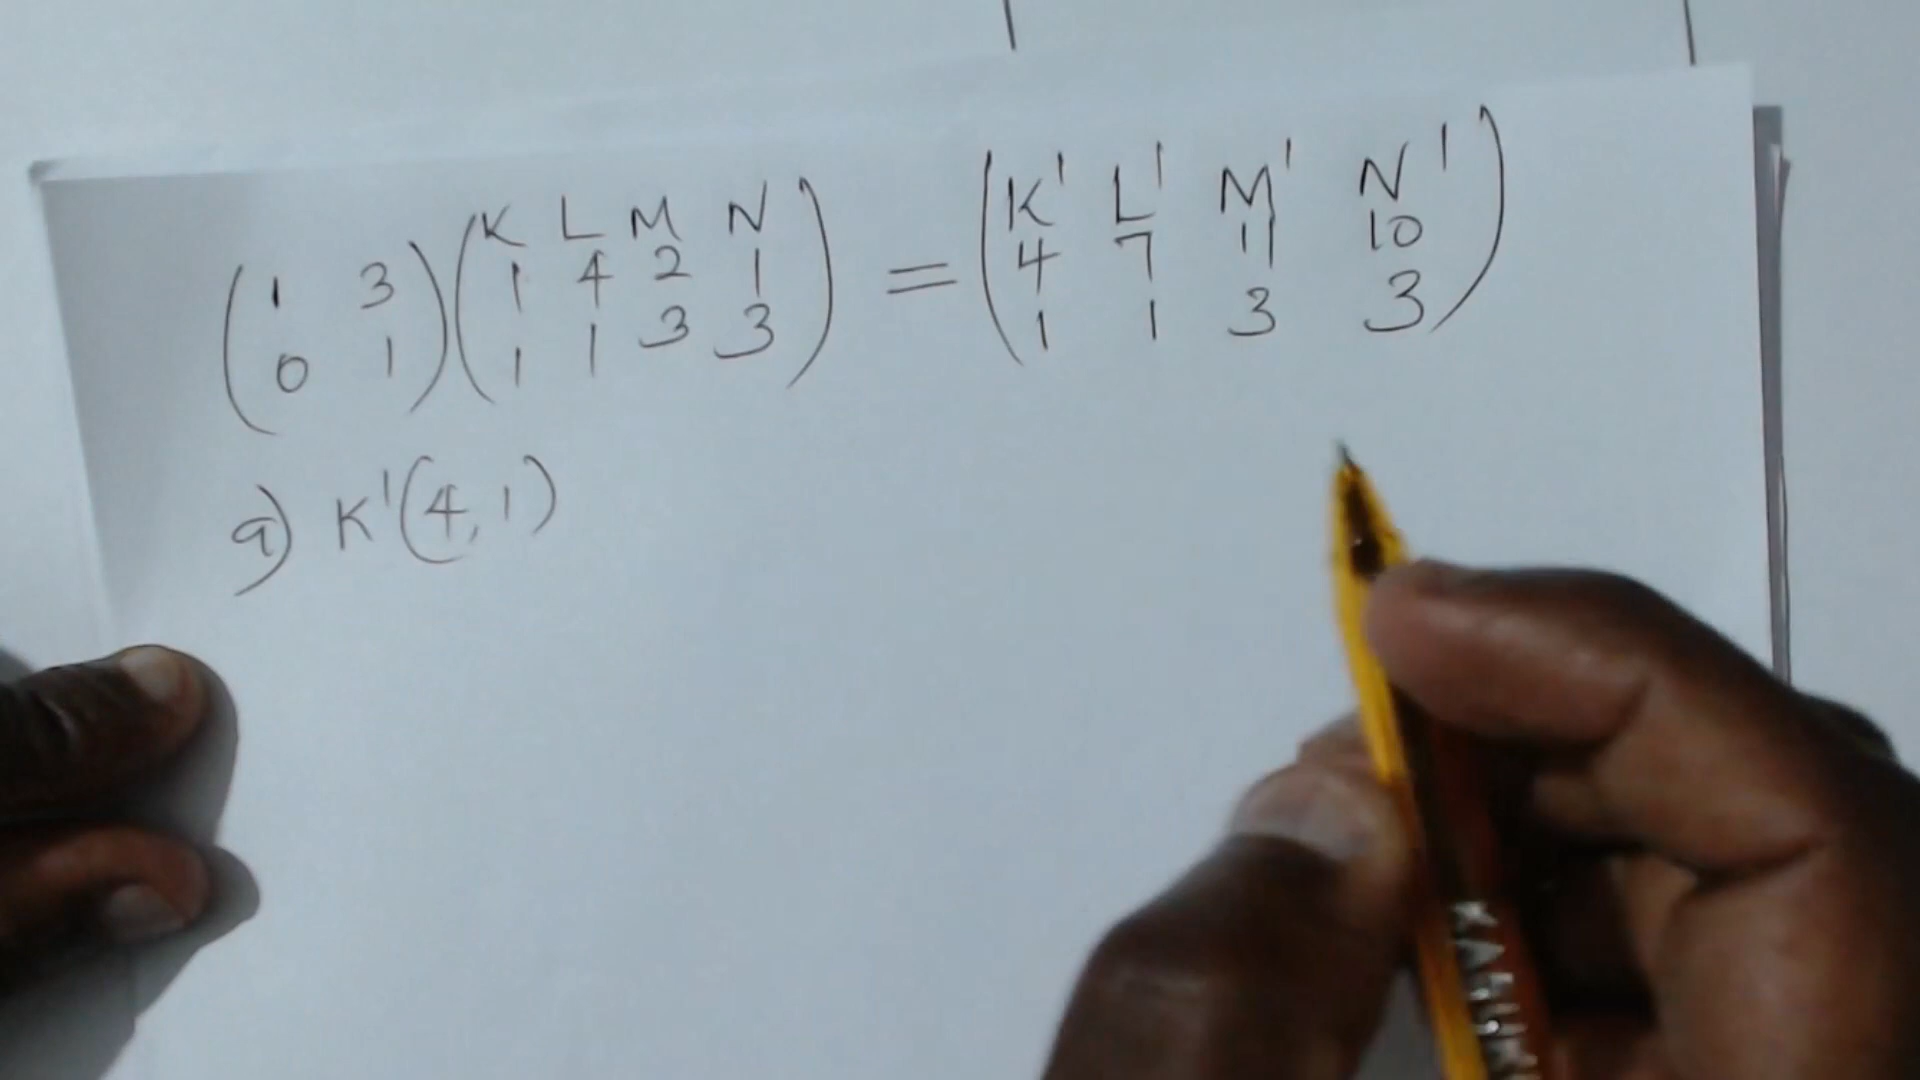 K L M N K' L' M' N'
(1 3) (1 4 2 1) = (4 7 11 10)
(0 1) (1 1 3 3) (1 1 3 3)
a) K'(4,1)